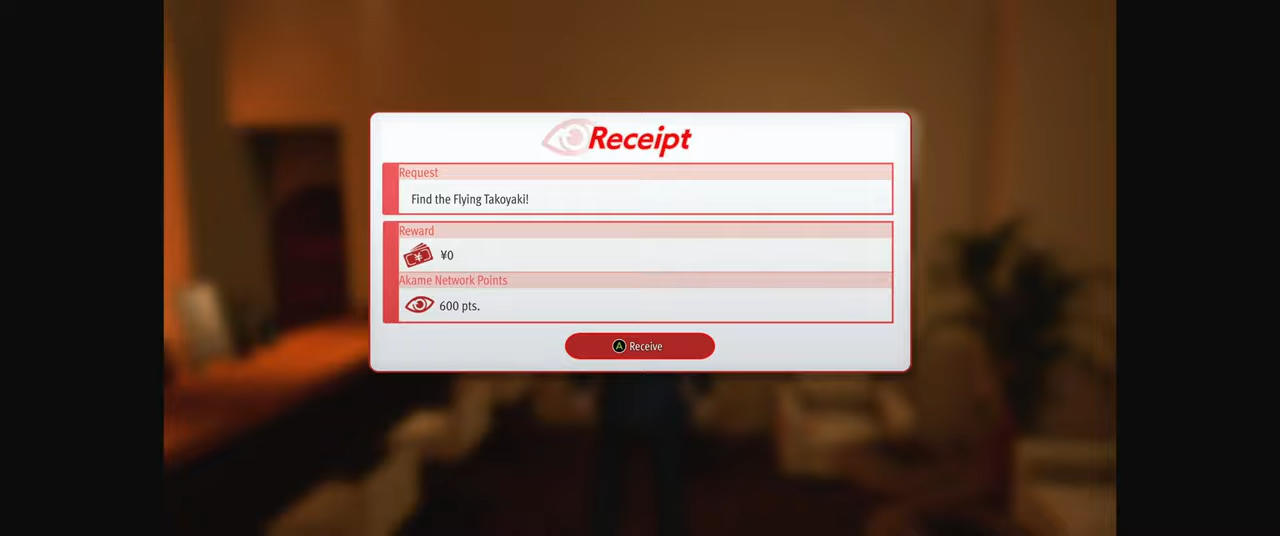 Receipt
Request
Find the Flying Takoyaki!
Reward
¥0
Akame Network Points
600 pts.
A Receive